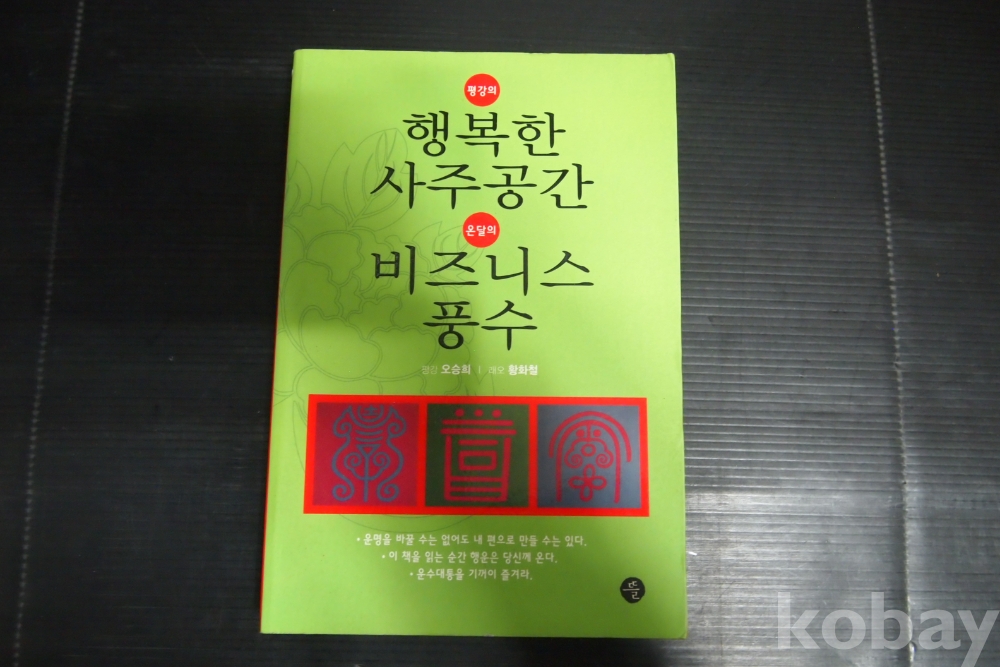 평강의
행복한
사주공간
온달의
비즈니스
풍수
평강 오승희 | 래오 황화철
• 운명을 바꿀 수는 없어도 내 편으로 만들 수는 있다.
• 이 책을 읽는 순간 행운은 당신께 온다.
• 운수대통을 기꺼이 즐겨라.
뜰
kobay